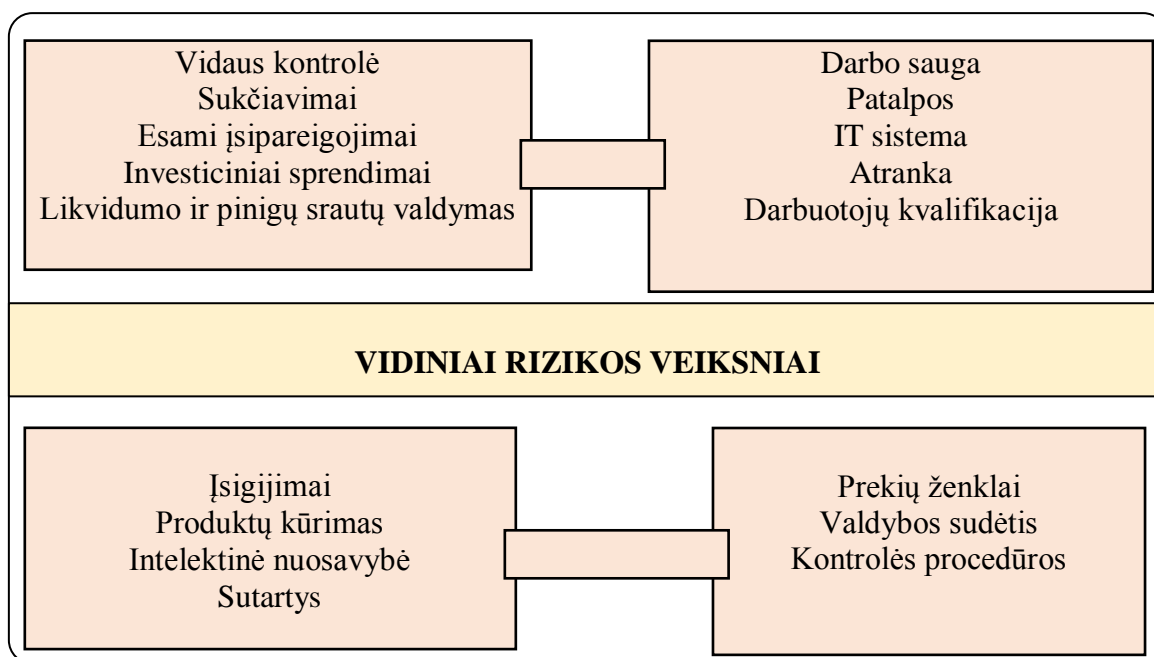 Vidaus kontrolė
Sukčiavimai
Esami įsipareigojimai
Investiciniai sprendimai
Likvidumo ir pinigų srautų valdymas
Darbo sauga
Patalpos
IT sistema
Atranka
Darbuotojų kvalifikacija
VIDINIAI RIZIKOS VEIKSNIAI
Įsigijimai
Produktų kūrimas
Intelektinė nuosavybė
Sutartys
Prekių ženklai
Valdybos sudėtis
Kontrolės procedūros